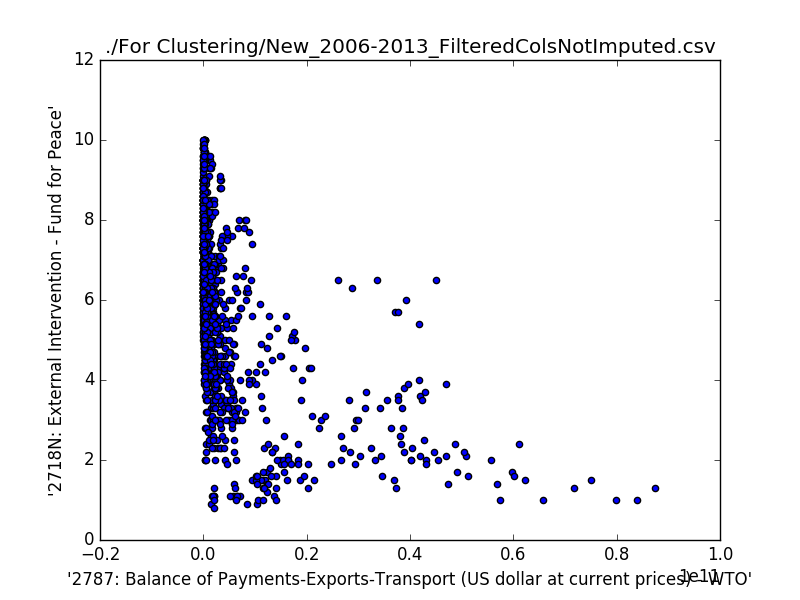 ./For Clustering/New_2006-2013_FilteredColsNotImputed.csv
12
10
8
6
4
2
0
'2718N: External Intervention - Fund for Peace'
−0.2 0.0 0.2 0.4 0.6 0.8 1.0
1e11
'2787: Balance of Payments-Exports-Transport (US dollar at current prices) - WTO'